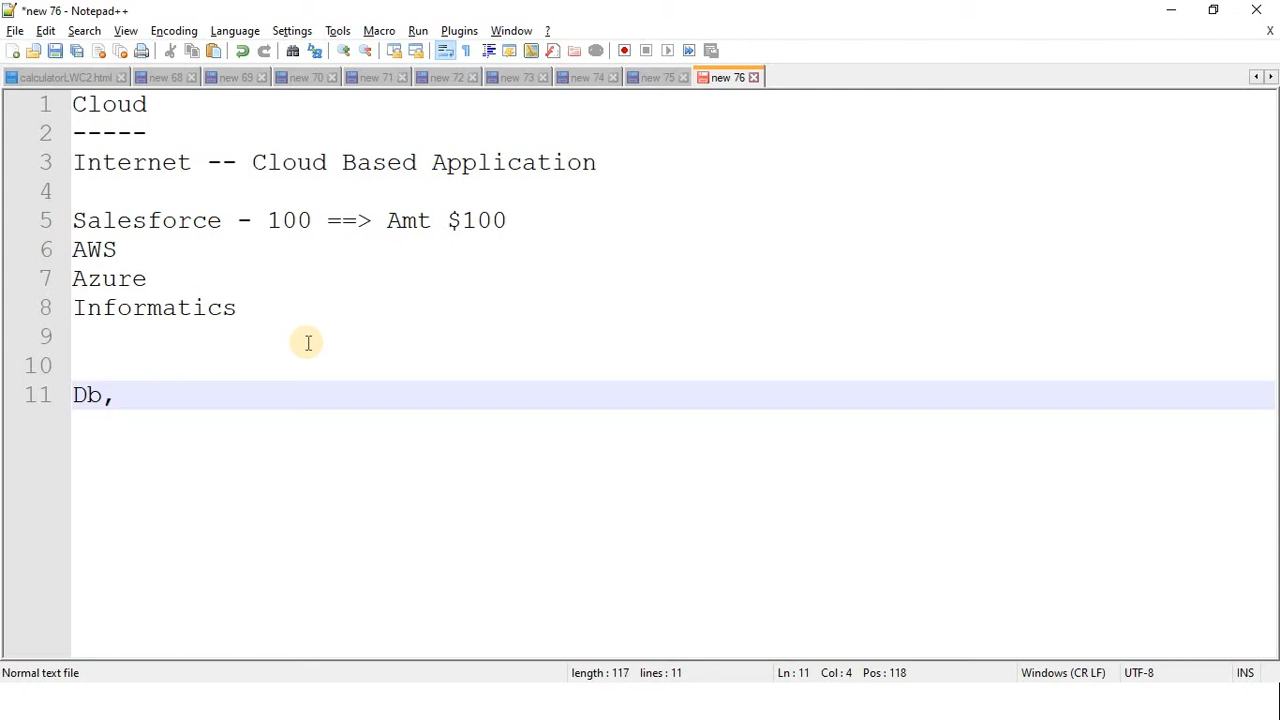 *new 76 - Notepad++
File Edit Search View Encoding Language Settings Tools Macro Run Plugins Window ? X
calculatorLWC2.html new 68 new 69 new 70 new 71 new 72 new 73 new 74 new 75 new 76
1 Cloud
2 -----
3 Internet -- Cloud Based Application
4
5 Salesforce - 100 ==> Amt $100
6 AWS
7 Azure
8 Informatics
9
10
11 Db,
Normal text file length : 117 lines : 11 Ln : 11 Col : 4 Pos : 118 Windows (CR LF) UTF-8 INS